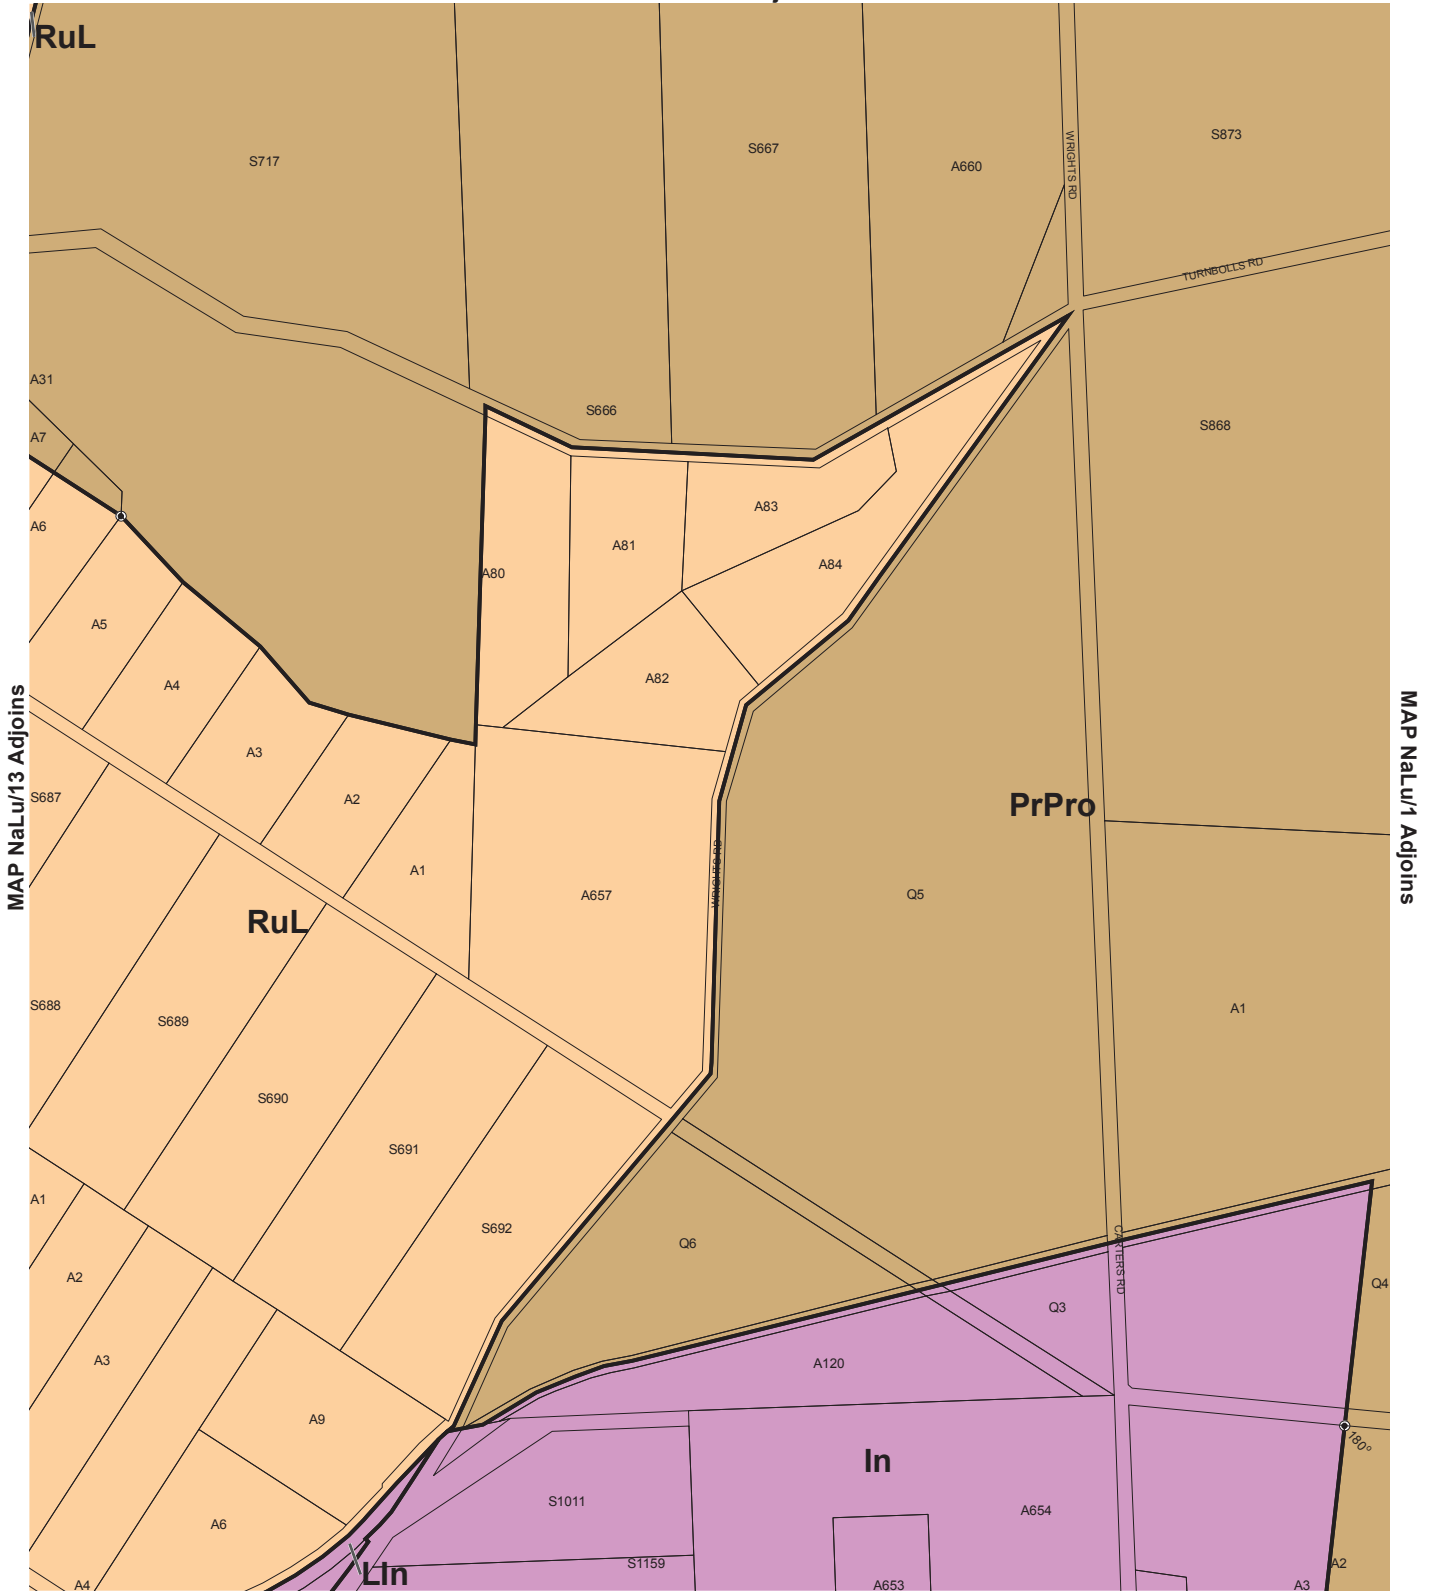 RuL
S717
S667
A660
WRIGHTS RD
S873
TURNBOLLS RD
A31
S666
A7
S868
A83
A6
A81
A84
A80
A5
A82
A4
MAP NaLu/13 Adjoins
MAP NaLu/1 Adjoins
A3
S687
A2
PrPro
A1
WRIGHTS RD
A657
Q5
RuL
S688
A1
S689
S690
S691
A1
S692
Q6
CARTERS RD
A2
Q4
Q3
A3
A120
A9
180°
In
S1011
A654
A6
S1159
A2
LIn
A4
A653
A3